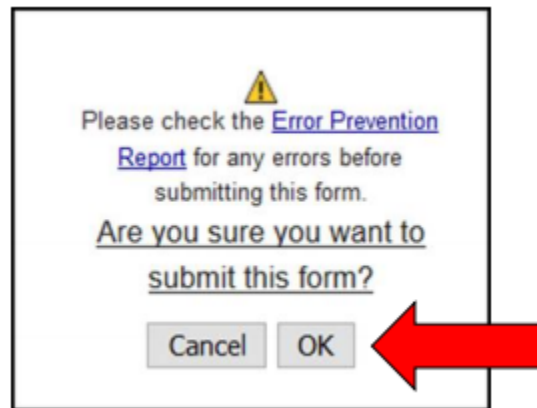 Please check the Error Prevention
Report for any errors before
submitting this form.
Are you sure you want to
submit this form?
Cancel OK